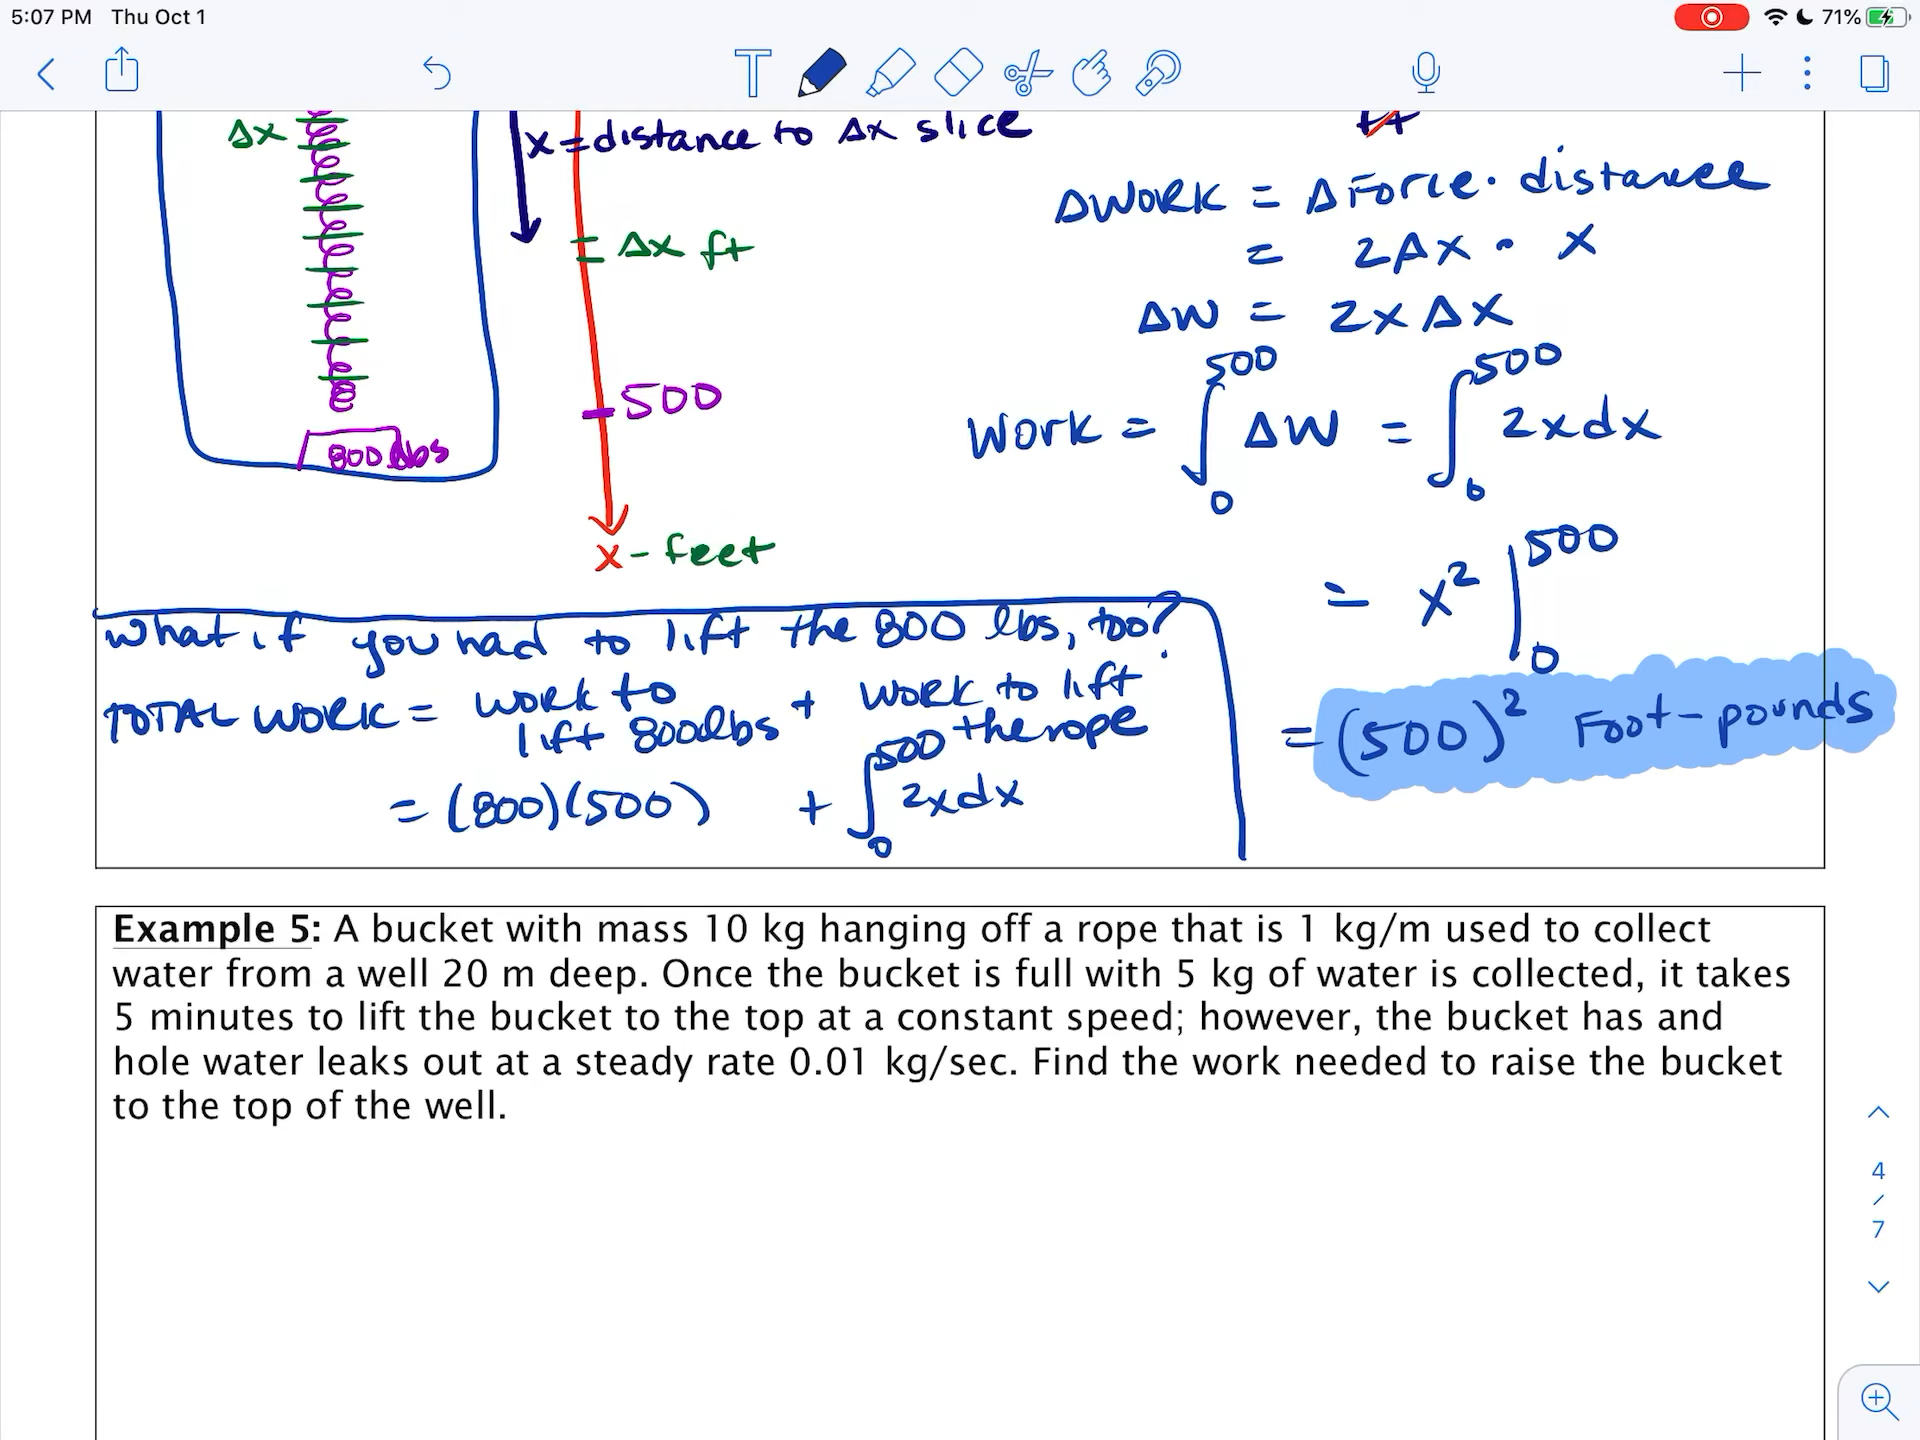 5:07 PM Thu Oct 1
71%
T
Δx
x=distance to Δx slice
ft
ΔWORK = ΔForce · distance
= 2Δx · x
= Δx ft
ΔW = 2xΔx
500
800 lbs
Work = ∫₀⁵⁰⁰ ΔW = ∫₀⁵⁰⁰ 2xdx
x - feet
= x² |₀⁵⁰⁰
= (500)² Foot-pounds
What if you had to lift the 800 lbs, too?
TOTAL WORK = work to lift 800lbs + work to lift the rope
= (800)(500) + ∫₀⁵⁰⁰ 2xdx
Example 5: A bucket with mass 10 kg hanging off a rope that is 1 kg/m used to collect
water from a well 20 m deep. Once the bucket is full with 5 kg of water is collected, it takes
5 minutes to lift the bucket to the top at a constant speed; however, the bucket has and
hole water leaks out at a steady rate 0.01 kg/sec. Find the work needed to raise the bucket
to the top of the well.
4
/
7